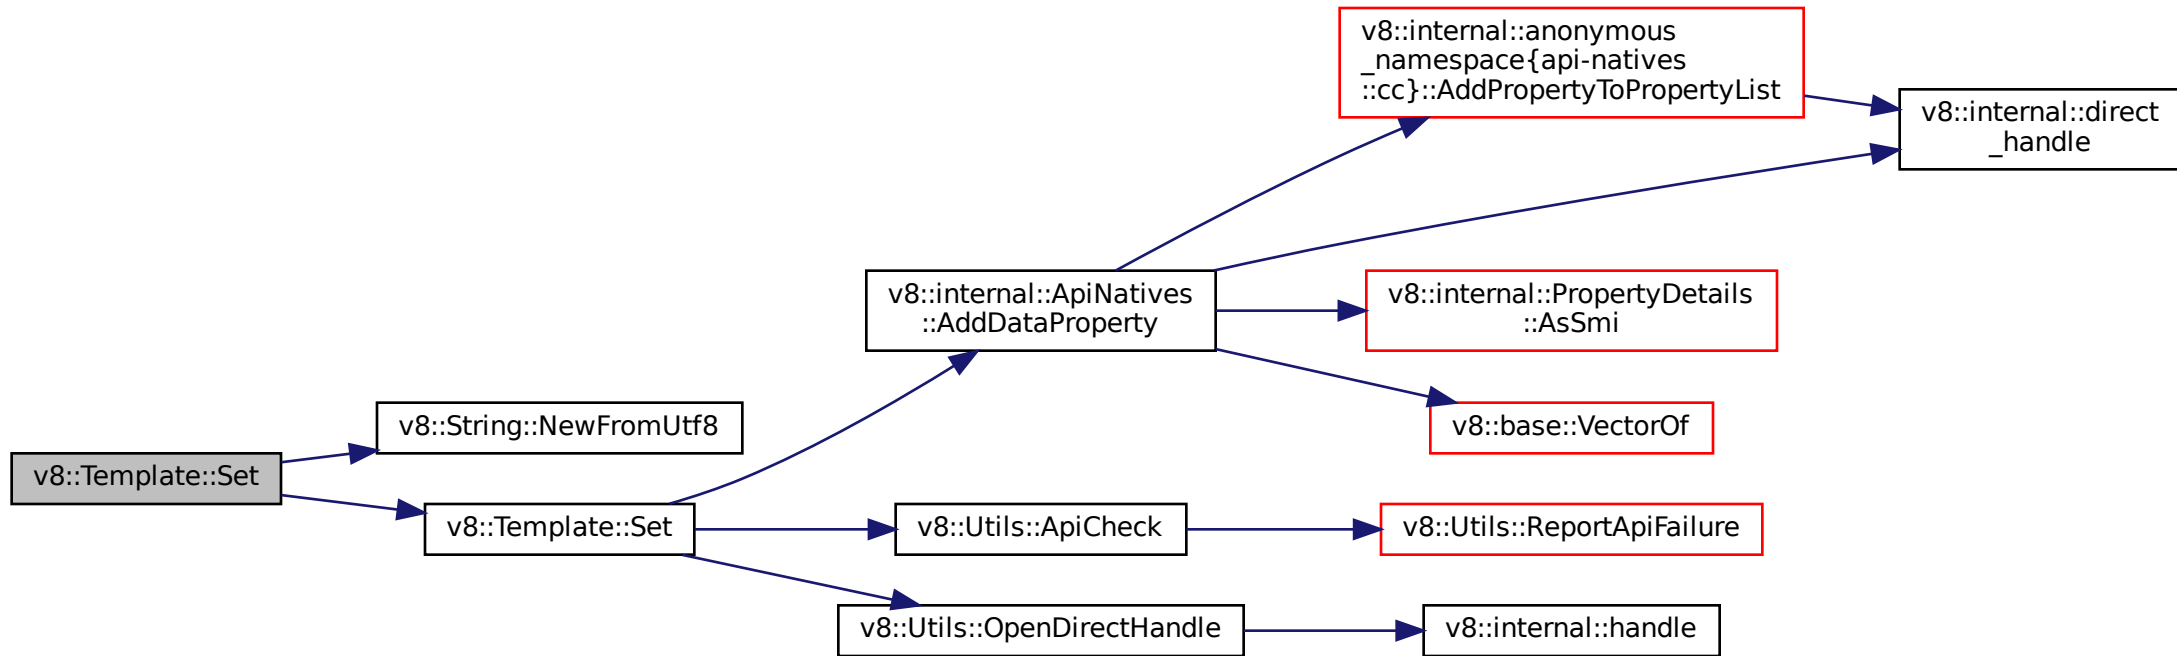 v8::internal::anonymous
_namespace{api-natives
::cc}::AddPropertyToPropertyList
v8::internal::direct
_handle
v8::internal::ApiNatives
::AddDataProperty
v8::internal::PropertyDetails
::AsSmi
v8::String::NewFromUtf8
v8::base::VectorOf
v8::Template::Set
v8::Template::Set
v8::Utils::ApiCheck
v8::Utils::ReportApiFailure
v8::Utils::OpenDirectHandle
v8::internal::handle